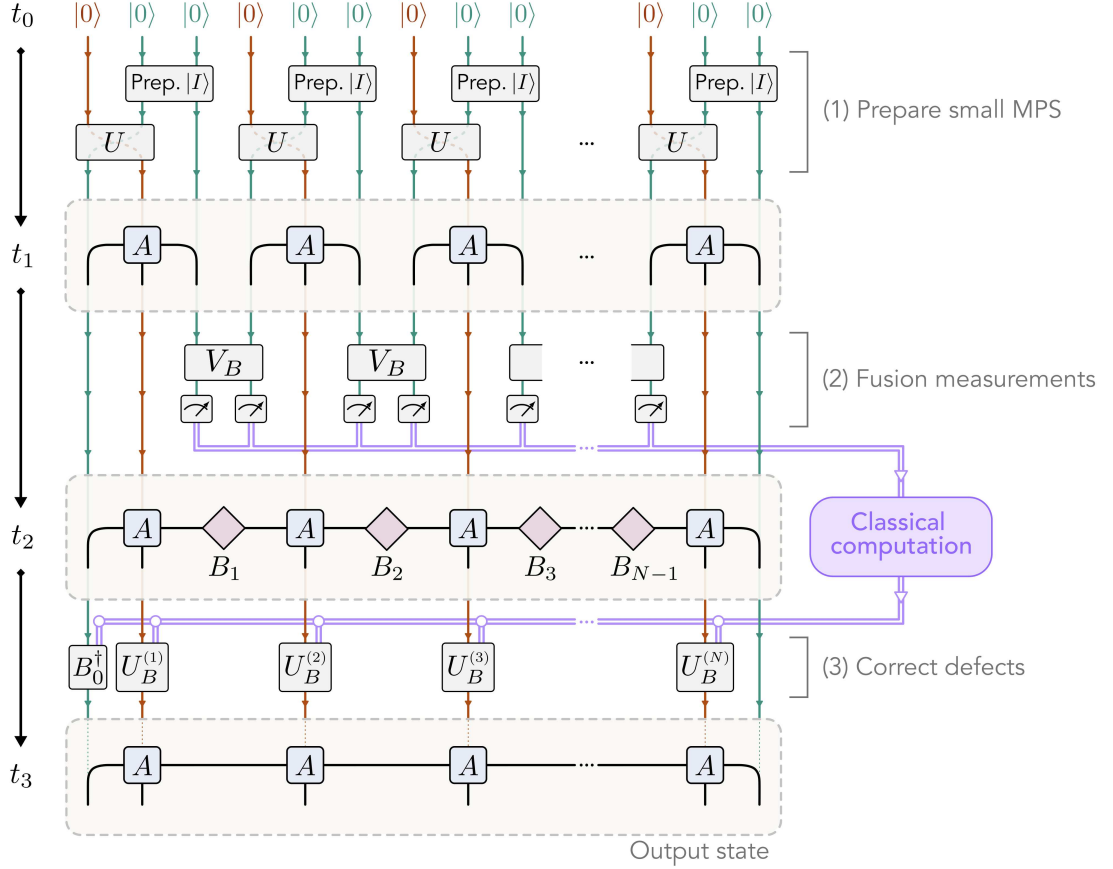 t₀ |0⟩ |0⟩ |0⟩ |0⟩ |0⟩ |0⟩ |0⟩ |0⟩ |0⟩ |0⟩ |0⟩ |0⟩
Prep. |I⟩ Prep. |I⟩ Prep. |I⟩ Prep. |I⟩
(1) Prepare small MPS
U U U ... U
t₁ A A A ... A
V_B V_B ...
(2) Fusion measurements
...
t₂ A A A ... A
B₁ B₂ B₃ B_{N−1}
Classical
computation
...
B₀† U_B^{(1)} U_B^{(2)} U_B^{(3)} U_B^{(N)}
(3) Correct defects
t₃ A A A ... A
Output state